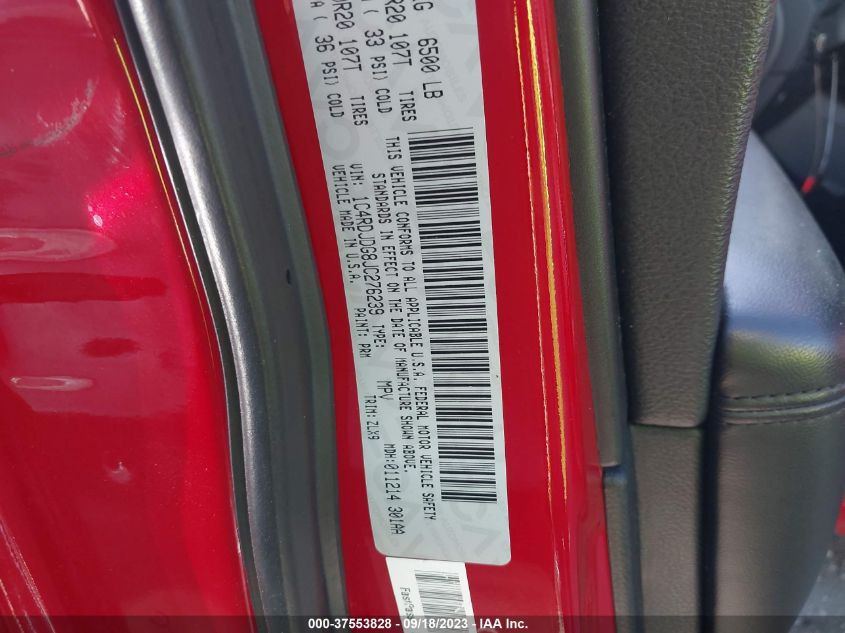 KG 6500 LB
R20 107T TIRES
( 33 PSI) COLD
R20 107T TIRES
A ( 36 PSI) COLD
THIS VEHICLE CONFORMS TO ALL APPLICABLE U.S.A. FEDERAL MOTOR VEHICLE SAFETY
STANDARDS IN EFFECT ON THE DATE OF MANUFACTURE SHOWN ABOVE.
VIN: 1C4RDJDG8JC276239 TYPE: MPV MDH:011214 301AA
VEHICLE MADE IN U.S.A. PAINT: PRM TRIM: ZLX9
000-37553828 - 09/18/2023 - IAA Inc.